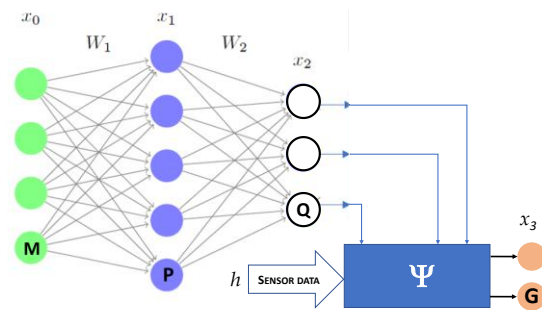 x₀
x₁
W₁
W₂
x₂
M
P
Q
x₃
h
SENSOR DATA
Ψ
G